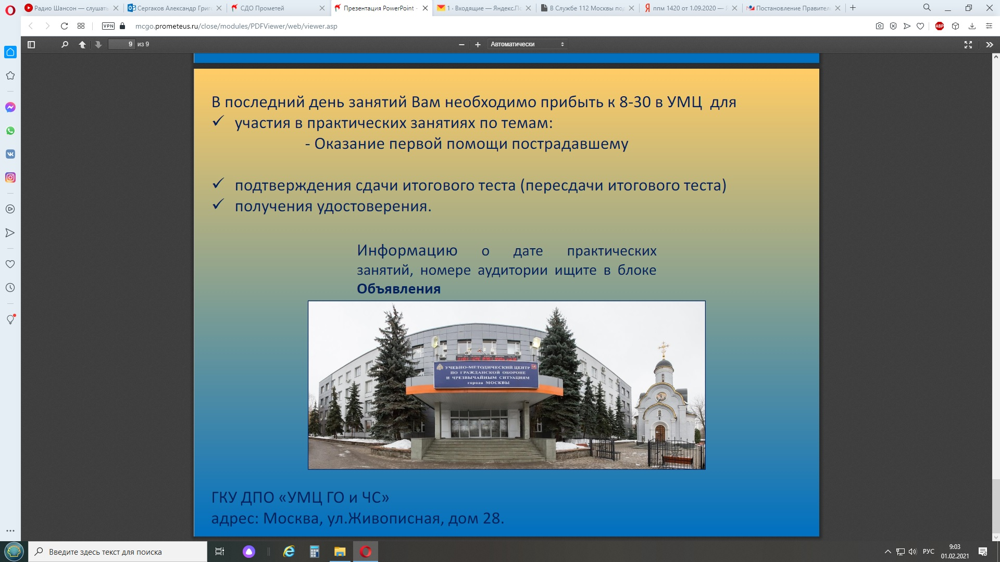 Радио Шансон — слушать
Сергаков Александр Григ
СДО Прометей
Презентация PowerPoint -
1 · Входящие — Яндекс.По
В Службе 112 Москвы под
ппм 1420 от 1.09.2020 — Я
Постановление Правител
VPN
mcgo.prometeus.ru/close/modules/PDFViewer/web/viewer.asp
ABP
9 из 9
Автоматически
В последний день занятий Вам необходимо прибыть к 8-30 в УМЦ для
✓ участия в практических занятиях по темам:
- Оказание первой помощи пострадавшему
✓ подтверждения сдачи итогового теста (пересдачи итогового теста)
✓ получения удостоверения.
Информацию о дате практических
занятий, номере аудитории ищите в блоке
Объявления
УЧЕБНО-МЕТОДИЧЕСКИЙ ЦЕНТР
ПО ГРАЖДАНСКОЙ ОБОРОНЕ
И ЧРЕЗВЫЧАЙНЫМ СИТУАЦИЯМ
города МОСКВЫ
ГКУ ДПО «УМЦ ГО и ЧС»
адрес: Москва, ул.Живописная, дом 28.
Введите здесь текст для поиска
РУС
9:03
01.02.2021